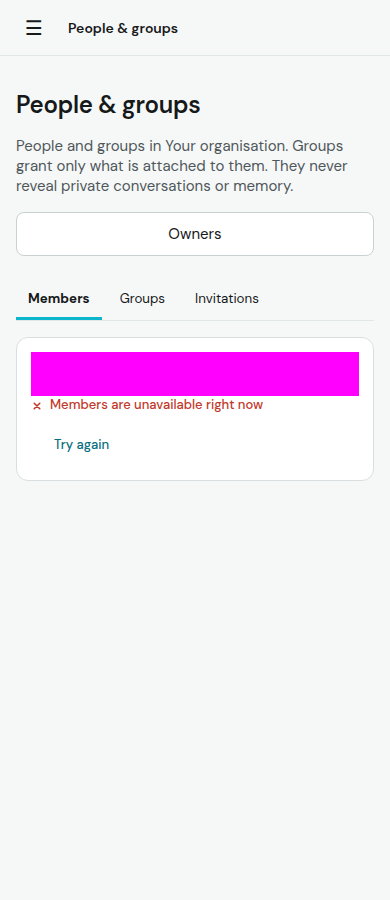 ☰ People & groups
People & groups
People and groups in Your organisation. Groups
grant only what is attached to them. They never
reveal private conversations or memory.
Owners
Members Groups Invitations
× Members are unavailable right now
Try again